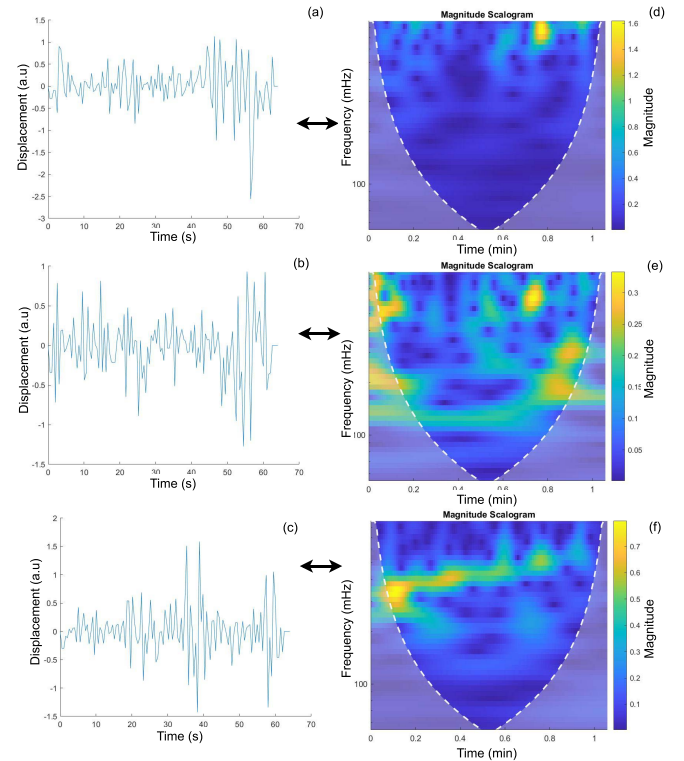 (a)
Displacement (a.u)
1.5
1
0.5
0
-0.5
-1
-1.5
-2
-2.5
-3
0 10 20 30 40 50 60 70
Time (s)
(d)
Magnitude Scalogram
Frequency (mHz)
100
0 0.2 0.4 0.6 0.8 1
Time (min)
1.6
1.4
1.2
1
0.8
0.6
0.4
0.2
Magnitude
(b)
Displacement (a.u)
1
0.5
0
-0.5
-1
-1.5
0 10 20 30 40 50 60 70
Time (s)
(e)
Magnitude Scalogram
Frequency (mHz)
100
0 0.2 0.4 0.6 0.8 1
Time (min)
0.3
0.25
0.2
0.15
0.1
0.05
Magnitude
(c)
Displacement (a.u)
2
1.5
1
0.5
0
-0.5
-1
-1.5
0 10 20 30 40 50 60 70
Time (s)
(f)
Magnitude Scalogram
Frequency (mHz)
100
0 0.2 0.4 0.6 0.8 1
Time (min)
0.7
0.6
0.5
0.4
0.3
0.2
0.1
Magnitude